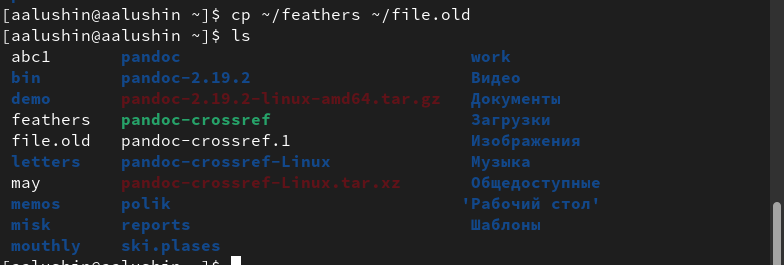 [aalushin@aalushin ~]$ cp ~/feathers ~/file.old
[aalushin@aalushin ~]$ ls
abc1 pandoc work
bin pandoc-2.19.2 Видео
demo pandoc-2.19.2-linux-amd64.tar.gz Документы
feathers pandoc-crossref Загрузки
file.old pandoc-crossref.1 Изображения
letters pandoc-crossref-Linux Музыка
may pandoc-crossref-Linux.tar.xz Общедоступные
memos polik 'Рабочий стол'
misk reports Шаблоны
mouthly ski.plases
[aalushin@aalushin ~]$